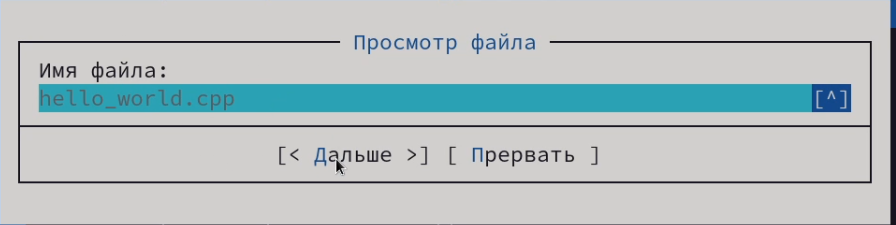 Просмотр файла
Имя файла:
hello_world.cpp [^]
[< Дальше >] [ Прервать ]